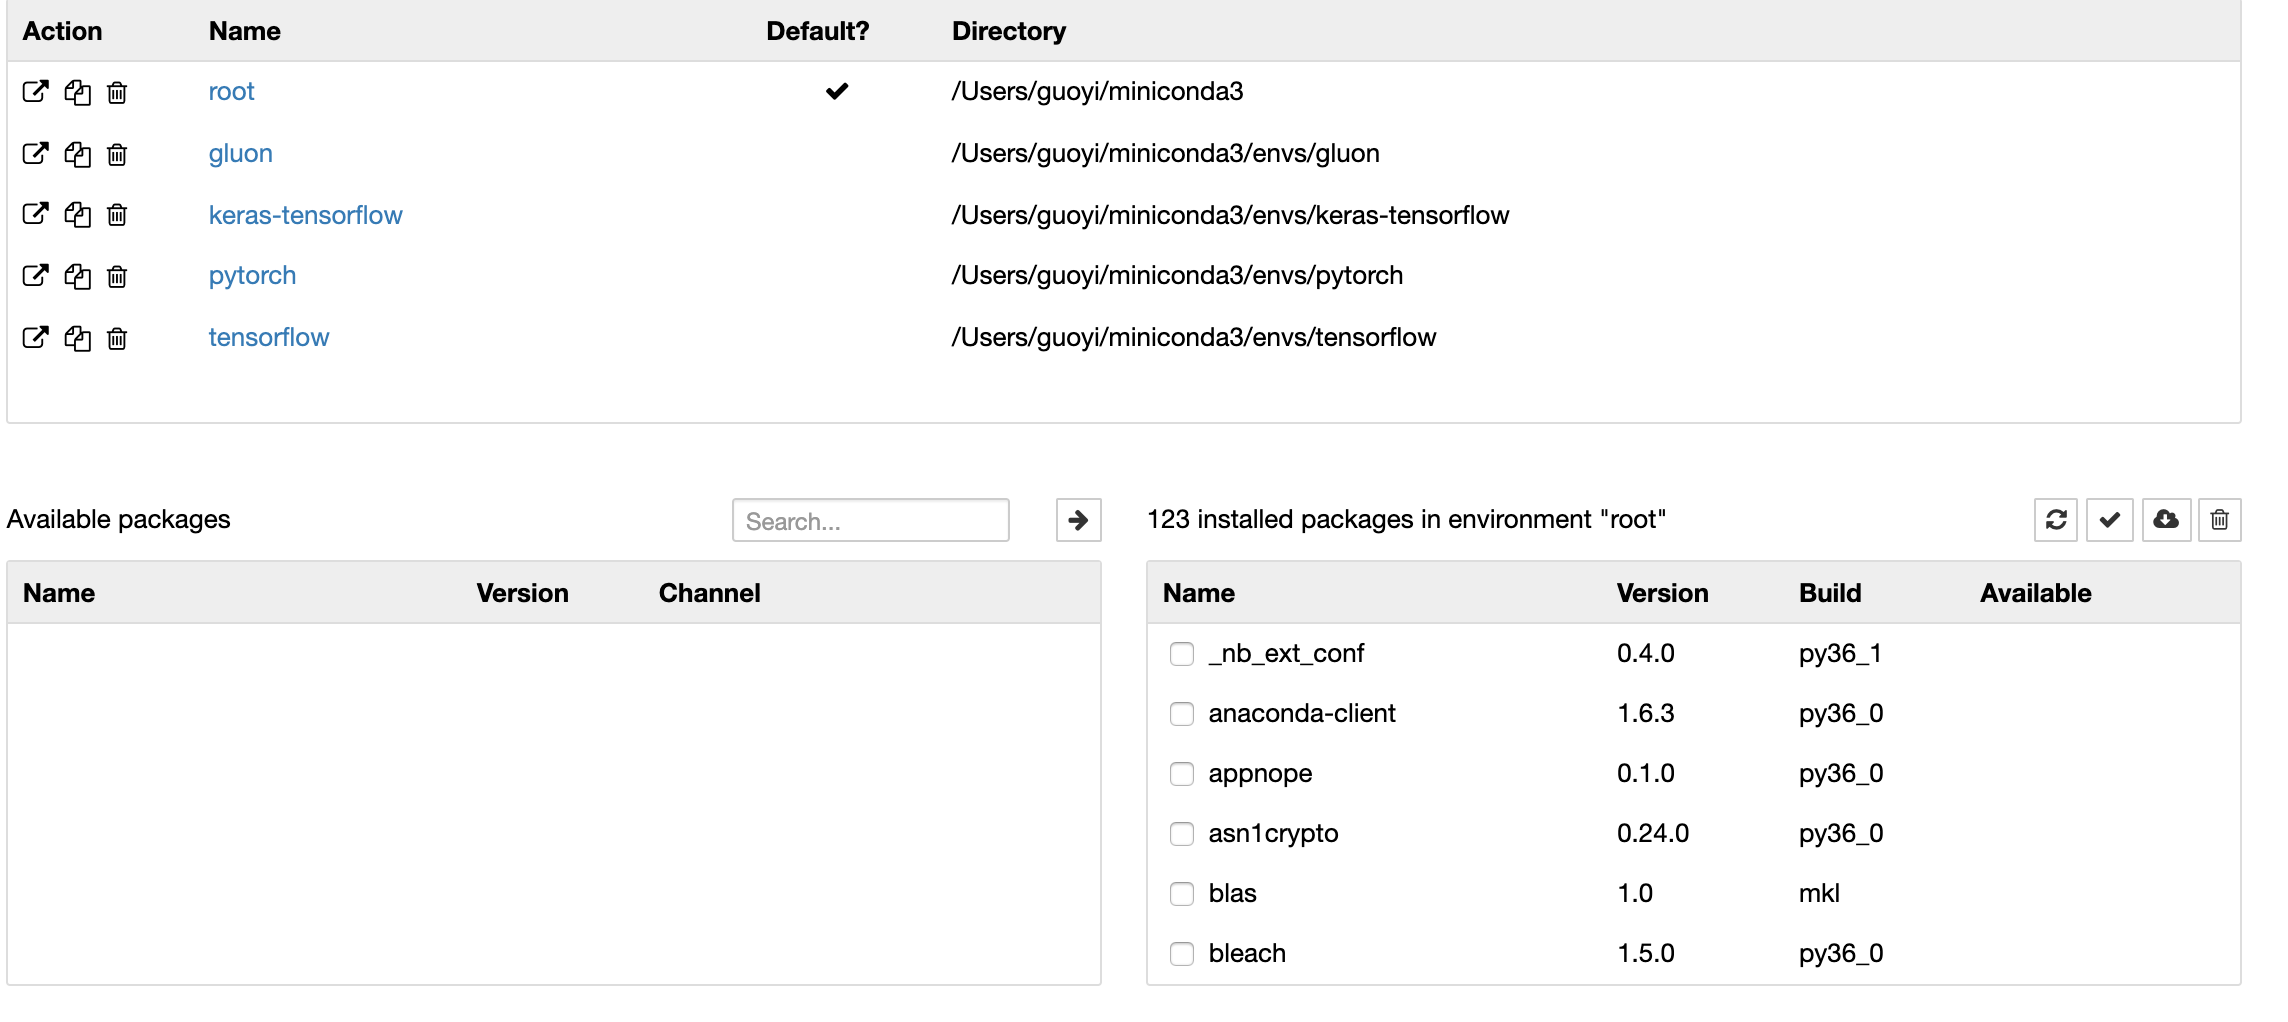 Action Name Default? Directory
root /Users/guoyi/miniconda3
gluon /Users/guoyi/miniconda3/envs/gluon
keras-tensorflow /Users/guoyi/miniconda3/envs/keras-tensorflow
pytorch /Users/guoyi/miniconda3/envs/pytorch
tensorflow /Users/guoyi/miniconda3/envs/tensorflow
Available packages Search...
Name Version Channel
123 installed packages in environment "root"
Name Version Build Available
_nb_ext_conf 0.4.0 py36_1
anaconda-client 1.6.3 py36_0
appnope 0.1.0 py36_0
asn1crypto 0.24.0 py36_0
blas 1.0 mkl
bleach 1.5.0 py36_0